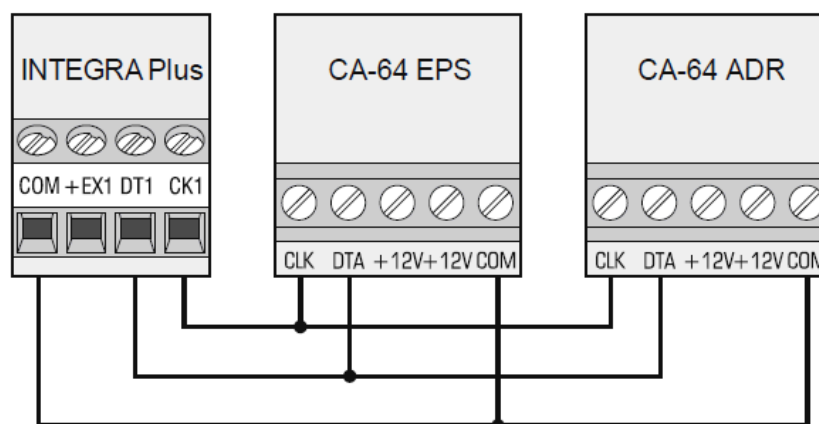 INTEGRA Plus
COM +EX1 DT1 CK1
CA-64 EPS
CLK DTA +12V+12V COM
CA-64 ADR
CLK DTA +12V+12V COM